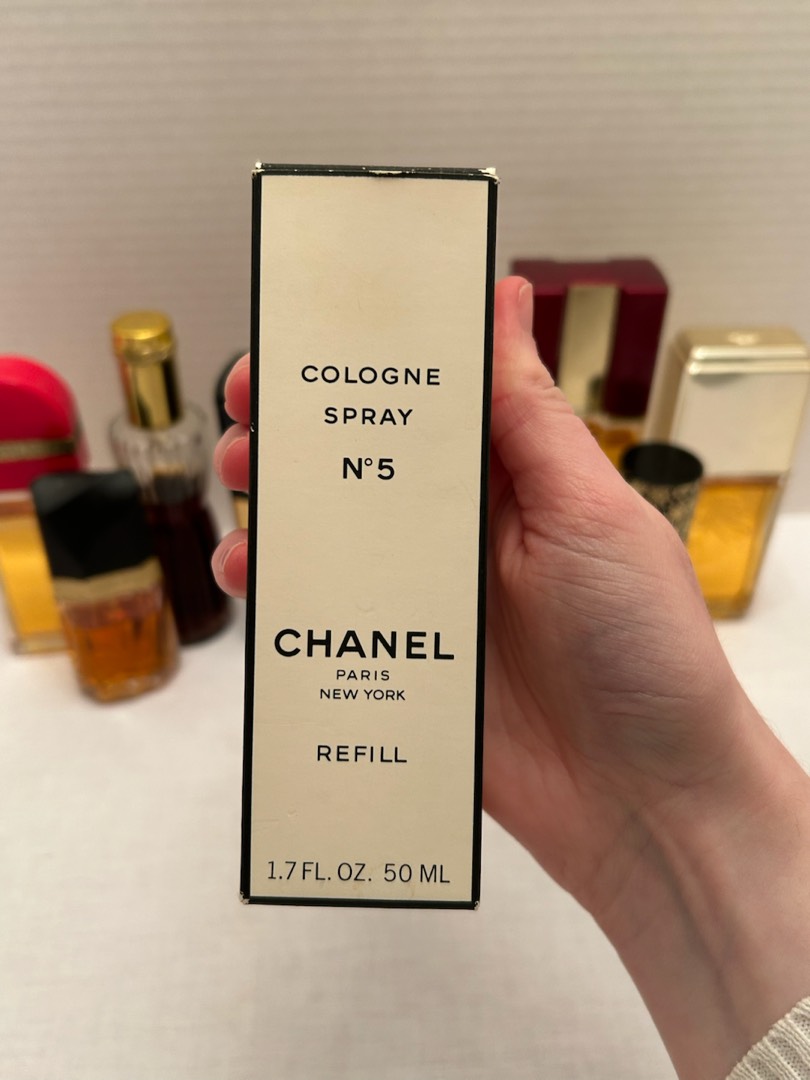 COLOGNE
SPRAY
N°5
CHANEL
PARIS
NEW YORK
REFILL
1.7 FL. OZ. 50 ML